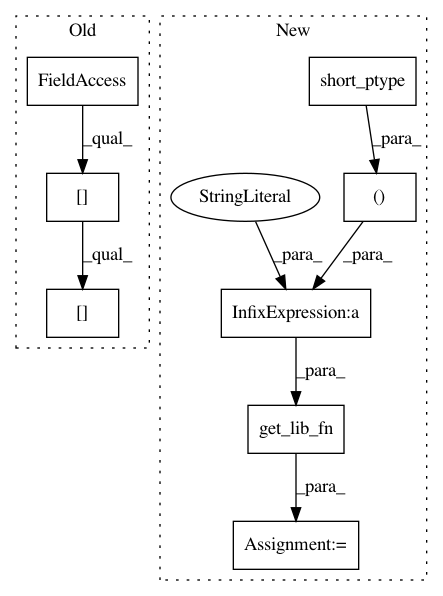 Old
New
FieldAccess
short_ptype
_qual_
_para_
[]
StringLiteral
()
_qual_
_para_
_para_
[]
InfixExpression:a
_para_
get_lib_fn
_para_
Assignment:=